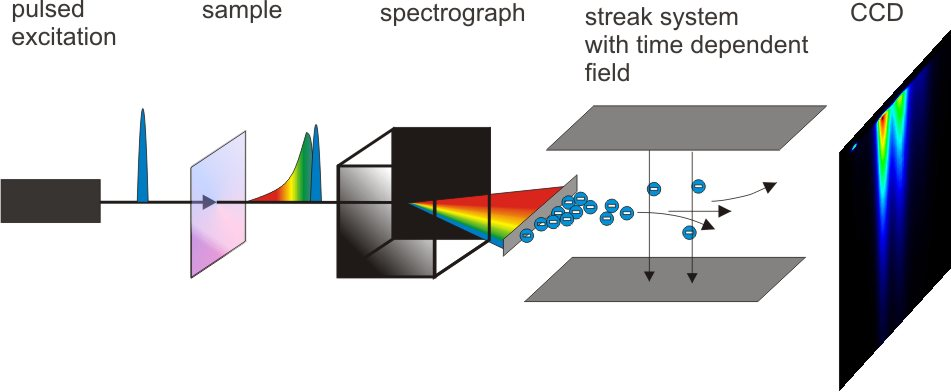 pulsed
excitation
sample
spectrograph
streak system
with time dependent
field
CCD